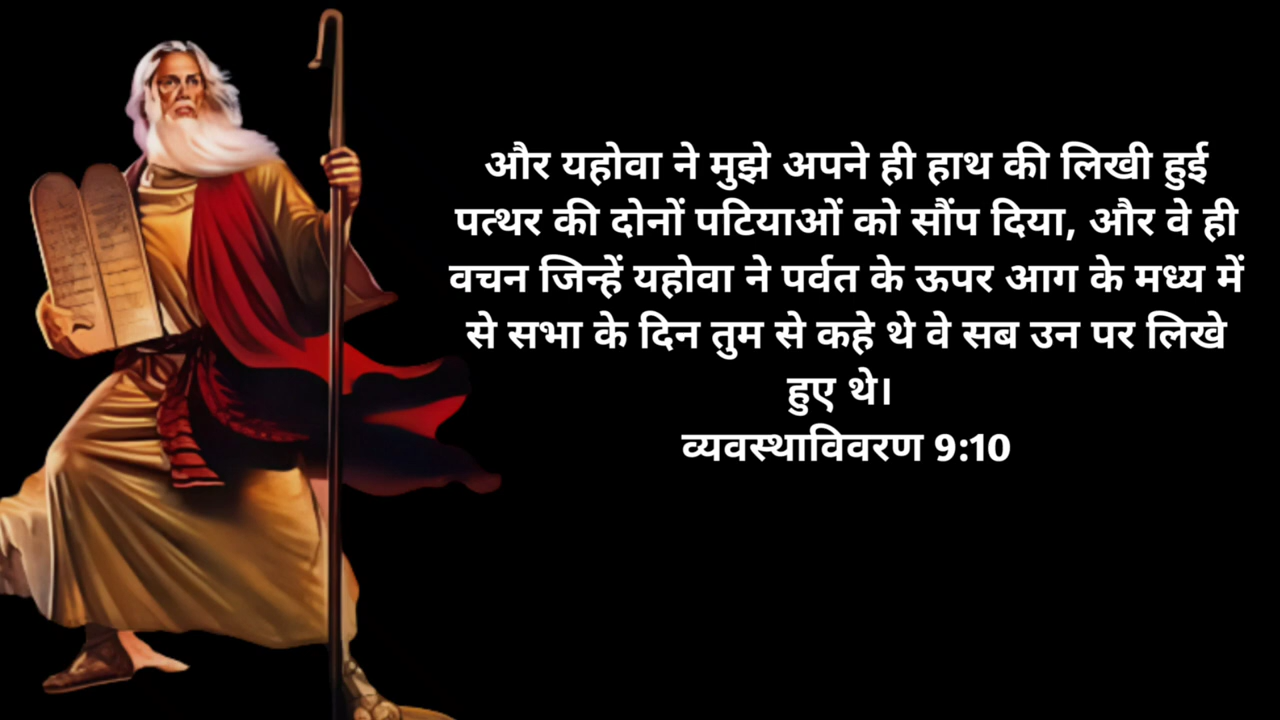 और यहोवा ने मुझे अपने ही हाथ की लिखी हुई
पत्थर की दोनों पटियाओं को सौंप दिया, और वे ही
वचन जिन्हें यहोवा ने पर्वत के ऊपर आग के मध्य में
से सभा के दिन तुम से कहे थे वे सब उन पर लिखे
हुए थे।
व्यवस्थाविवरण 9:10